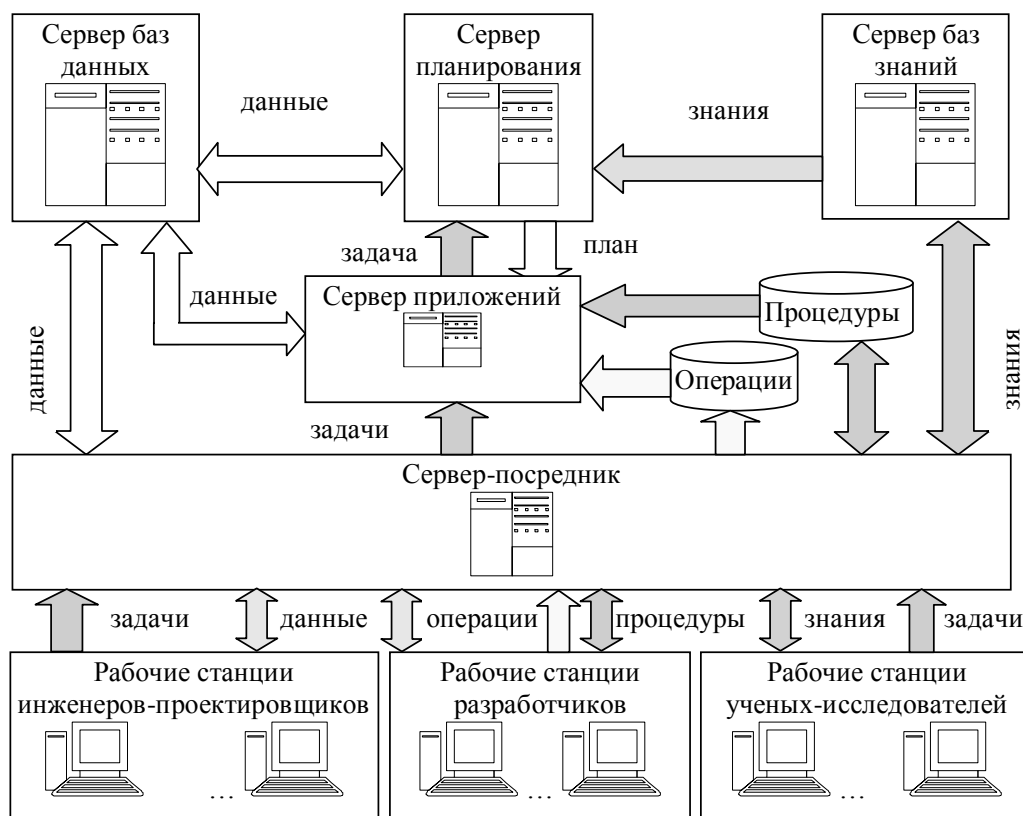 Сервер баз
данных
Сервер
планирования
Сервер баз
знаний
данные
знания
задача
план
данные
Сервер приложений
Процедуры
Операции
данные
знания
задачи
Сервер-посредник
задачи
данные
операции
процедуры
знания
задачи
Рабочие станции
инженеров-проектировщиков
Рабочие станции
разработчиков
Рабочие станции
ученых-исследователей
...
...
...